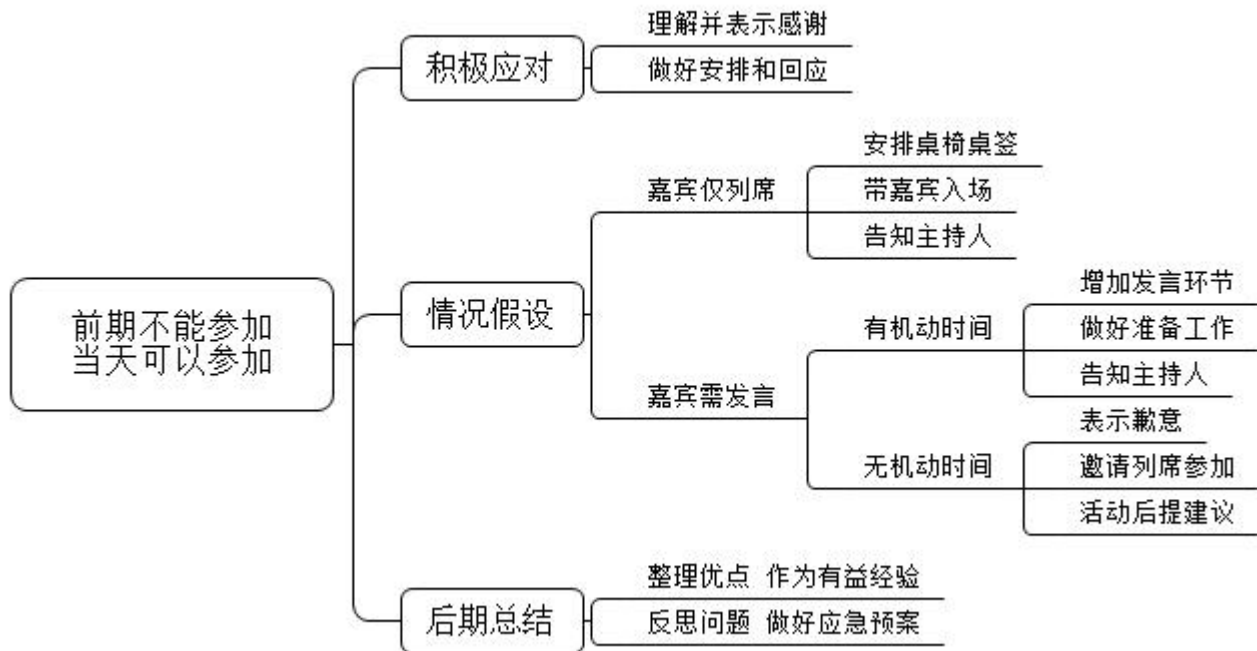 理解并表示感谢
积极应对
做好安排和回应
安排桌椅桌签
嘉宾仅列席
带嘉宾入场
告知主持人
前期不能参加
当天可以参加
情况假设
增加发言环节
有机动时间
做好准备工作
告知主持人
嘉宾需发言
表示歉意
无机动时间
邀请列席参加
活动后提建议
整理优点 作为有益经验
后期总结
反思问题 做好应急预案